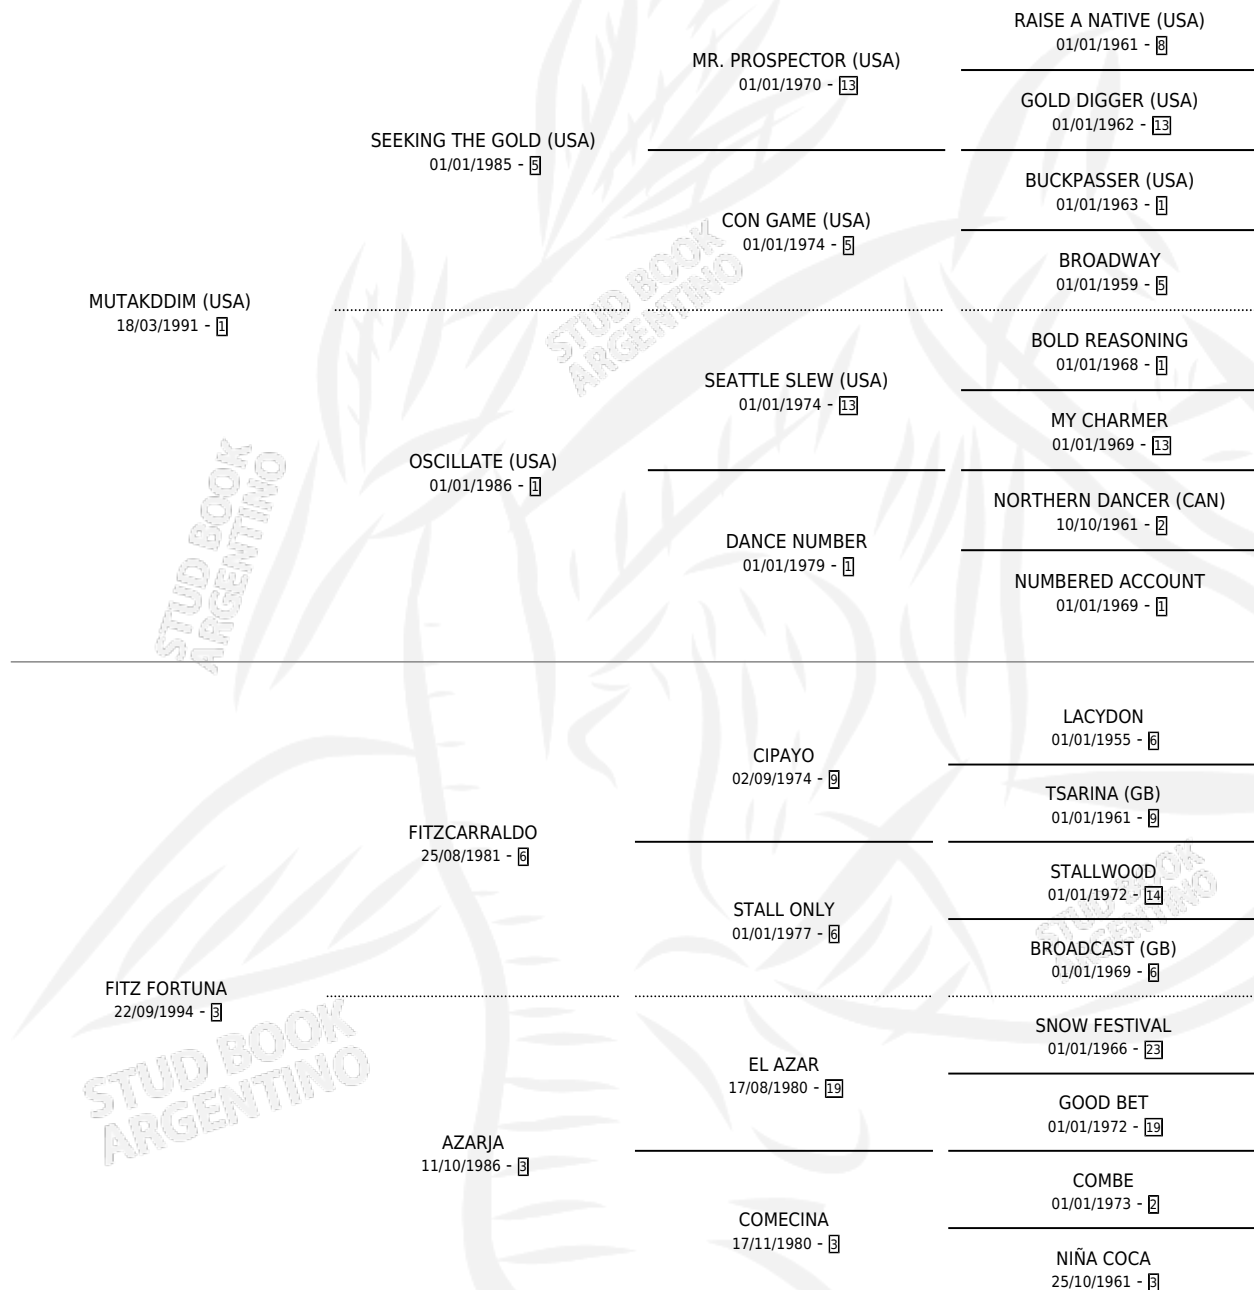 RAISE A NATIVE (USA)
01/01/1961 - 8
MR. PROSPECTOR (USA)
01/01/1970 - 13
GOLD DIGGER (USA)
01/01/1962 - 13
SEEKING THE GOLD (USA)
01/01/1985 - 5
BUCKPASSER (USA)
01/01/1963 - 1
CON GAME (USA)
01/01/1974 - 5
BROADWAY
01/01/1959 - 5
MUTAKDDIM (USA)
18/03/1991 - 1
BOLD REASONING
01/01/1968 - 1
SEATTLE SLEW (USA)
01/01/1974 - 13
MY CHARMER
01/01/1969 - 13
OSCILLATE (USA)
01/01/1986 - 1
NORTHERN DANCER (CAN)
10/10/1961 - 2
DANCE NUMBER
01/01/1979 - 1
NUMBERED ACCOUNT
01/01/1969 - 1
LACYDON
01/01/1955 - 6
CIPAYO
02/09/1974 - 9
TSARINA (GB)
01/01/1961 - 9
FITZCARRALDO
25/08/1981 - 6
STALLWOOD
01/01/1972 - 14
STALL ONLY
01/01/1977 - 6
BROADCAST (GB)
01/01/1969 - 6
FITZ FORTUNA
22/09/1994 - 3
SNOW FESTIVAL
01/01/1966 - 23
EL AZAR
17/08/1980 - 19
GOOD BET
01/01/1972 - 19
AZARJA
11/10/1986 - 3
COMBE
01/01/1973 - 2
COMECINA
17/11/1980 - 3
NIÑA COCA
25/10/1961 - 3
STUD BOOK
ARGENTINO
STUD BOOK
ARGENTINO
STUD BOOK
ARGENTINO
STUD BOOK
ARGENTINO